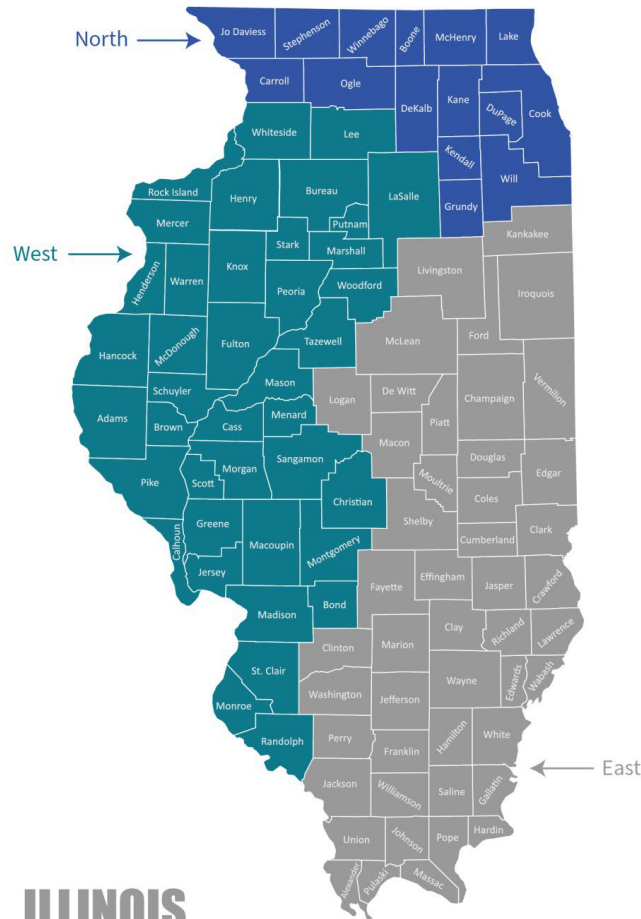 North
Jo Daviess
Stephenson
Winnebago
Boone
McHenry
Lake
Carroll
Ogle
DeKalb
Kane
DuPage
Cook
Whiteside
Lee
Kendall
Will
Rock Island
Henry
Bureau
LaSalle
Grundy
Mercer
Putnam
Kankakee
West
Henderson
Warren
Knox
Stark
Marshall
Livingston
Iroquois
Peoria
Woodford
Hancock
McDonough
Fulton
Tazewell
McLean
Ford
Schuyler
Mason
Logan
De Witt
Champaign
Vermilion
Adams
Brown
Cass
Menard
Piatt
Macon
Pike
Scott
Morgan
Sangamon
Christian
Moultrie
Douglas
Edgar
Coles
Calhoun
Greene
Macoupin
Montgomery
Shelby
Cumberland
Clark
Jersey
Fayette
Effingham
Jasper
Crawford
Madison
Bond
Clinton
Marion
Clay
Richland
Lawrence
St. Clair
Washington
Jefferson
Wayne
Edwards
Wabash
Monroe
Randolph
Perry
Franklin
Hamilton
White
East
Jackson
Williamson
Saline
Gallatin
Union
Johnson
Pope
Hardin
Alexander
Pulaski
Massac
ILLINOIS